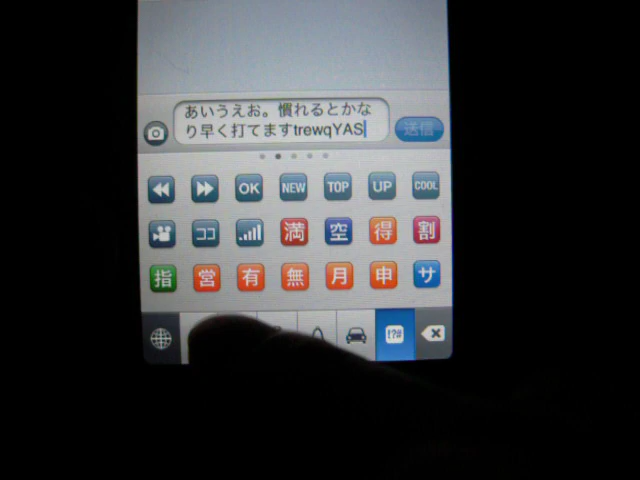 あいうえお。慣れるとかな
り早く打てますtrewqYAS
送信
OK NEW TOP UP COOL
ココ 満 空 得 割
指 営 有 無 月 申 サ
!?#